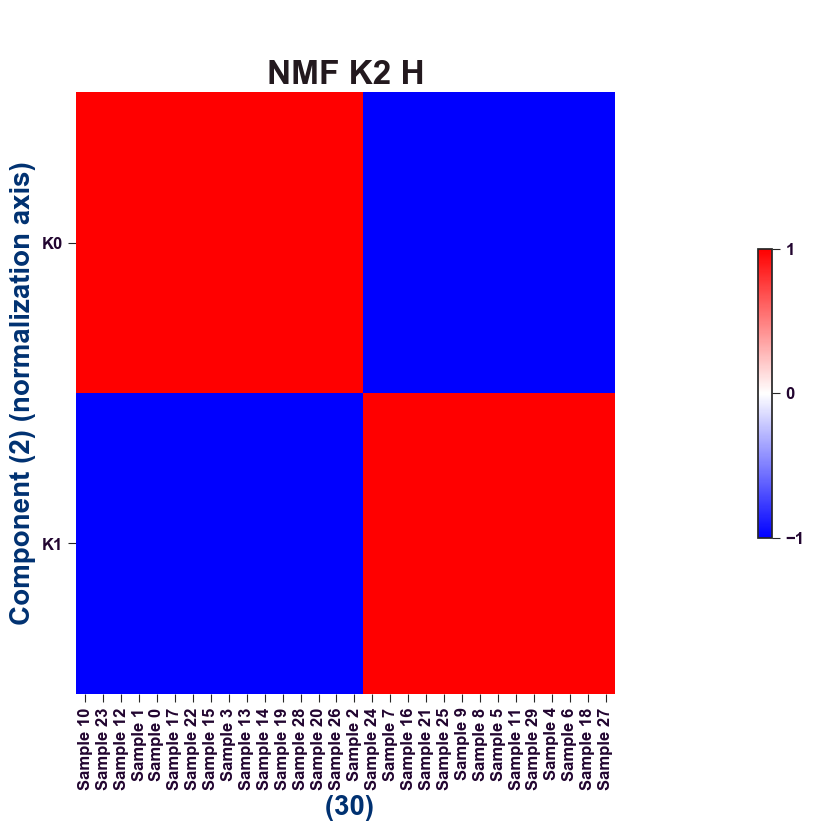 NMF K2 H
Component (2) (normalization axis)
K0
K1
1
0
−1
Sample 10
Sample 23
Sample 12
Sample 1
Sample 0
Sample 17
Sample 22
Sample 15
Sample 3
Sample 13
Sample 14
Sample 19
Sample 28
Sample 20
Sample 26
Sample 2
Sample 24
Sample 7
Sample 16
Sample 21
Sample 25
Sample 9
Sample 8
Sample 5
Sample 11
Sample 29
Sample 4
Sample 6
Sample 18
Sample 27
(30)